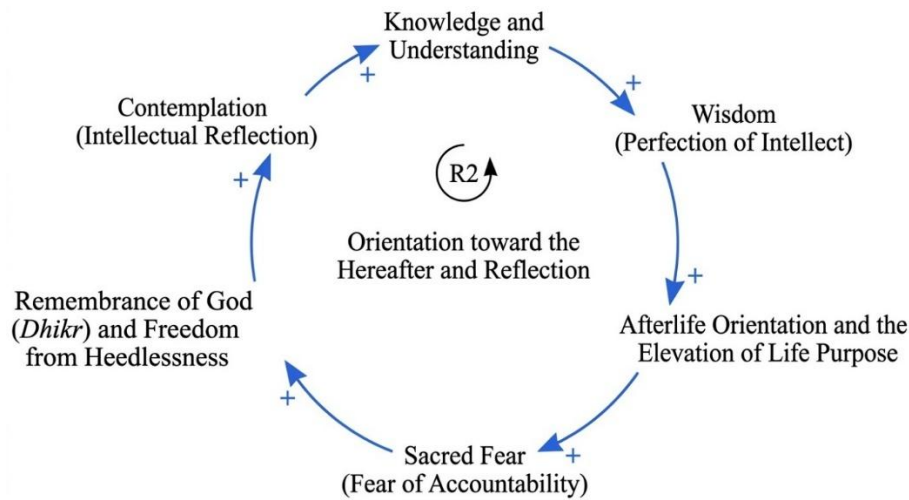 Knowledge and
Understanding
+
+
Contemplation
(Intellectual Reflection)
Wisdom
(Perfection of Intellect)
+
R2
Orientation toward the
Hereafter and Reflection
+
Remembrance of God
(Dhikr) and Freedom
from Heedlessness
Afterlife Orientation and the
Elevation of Life Purpose
+
Sacred Fear
(Fear of Accountability)
+